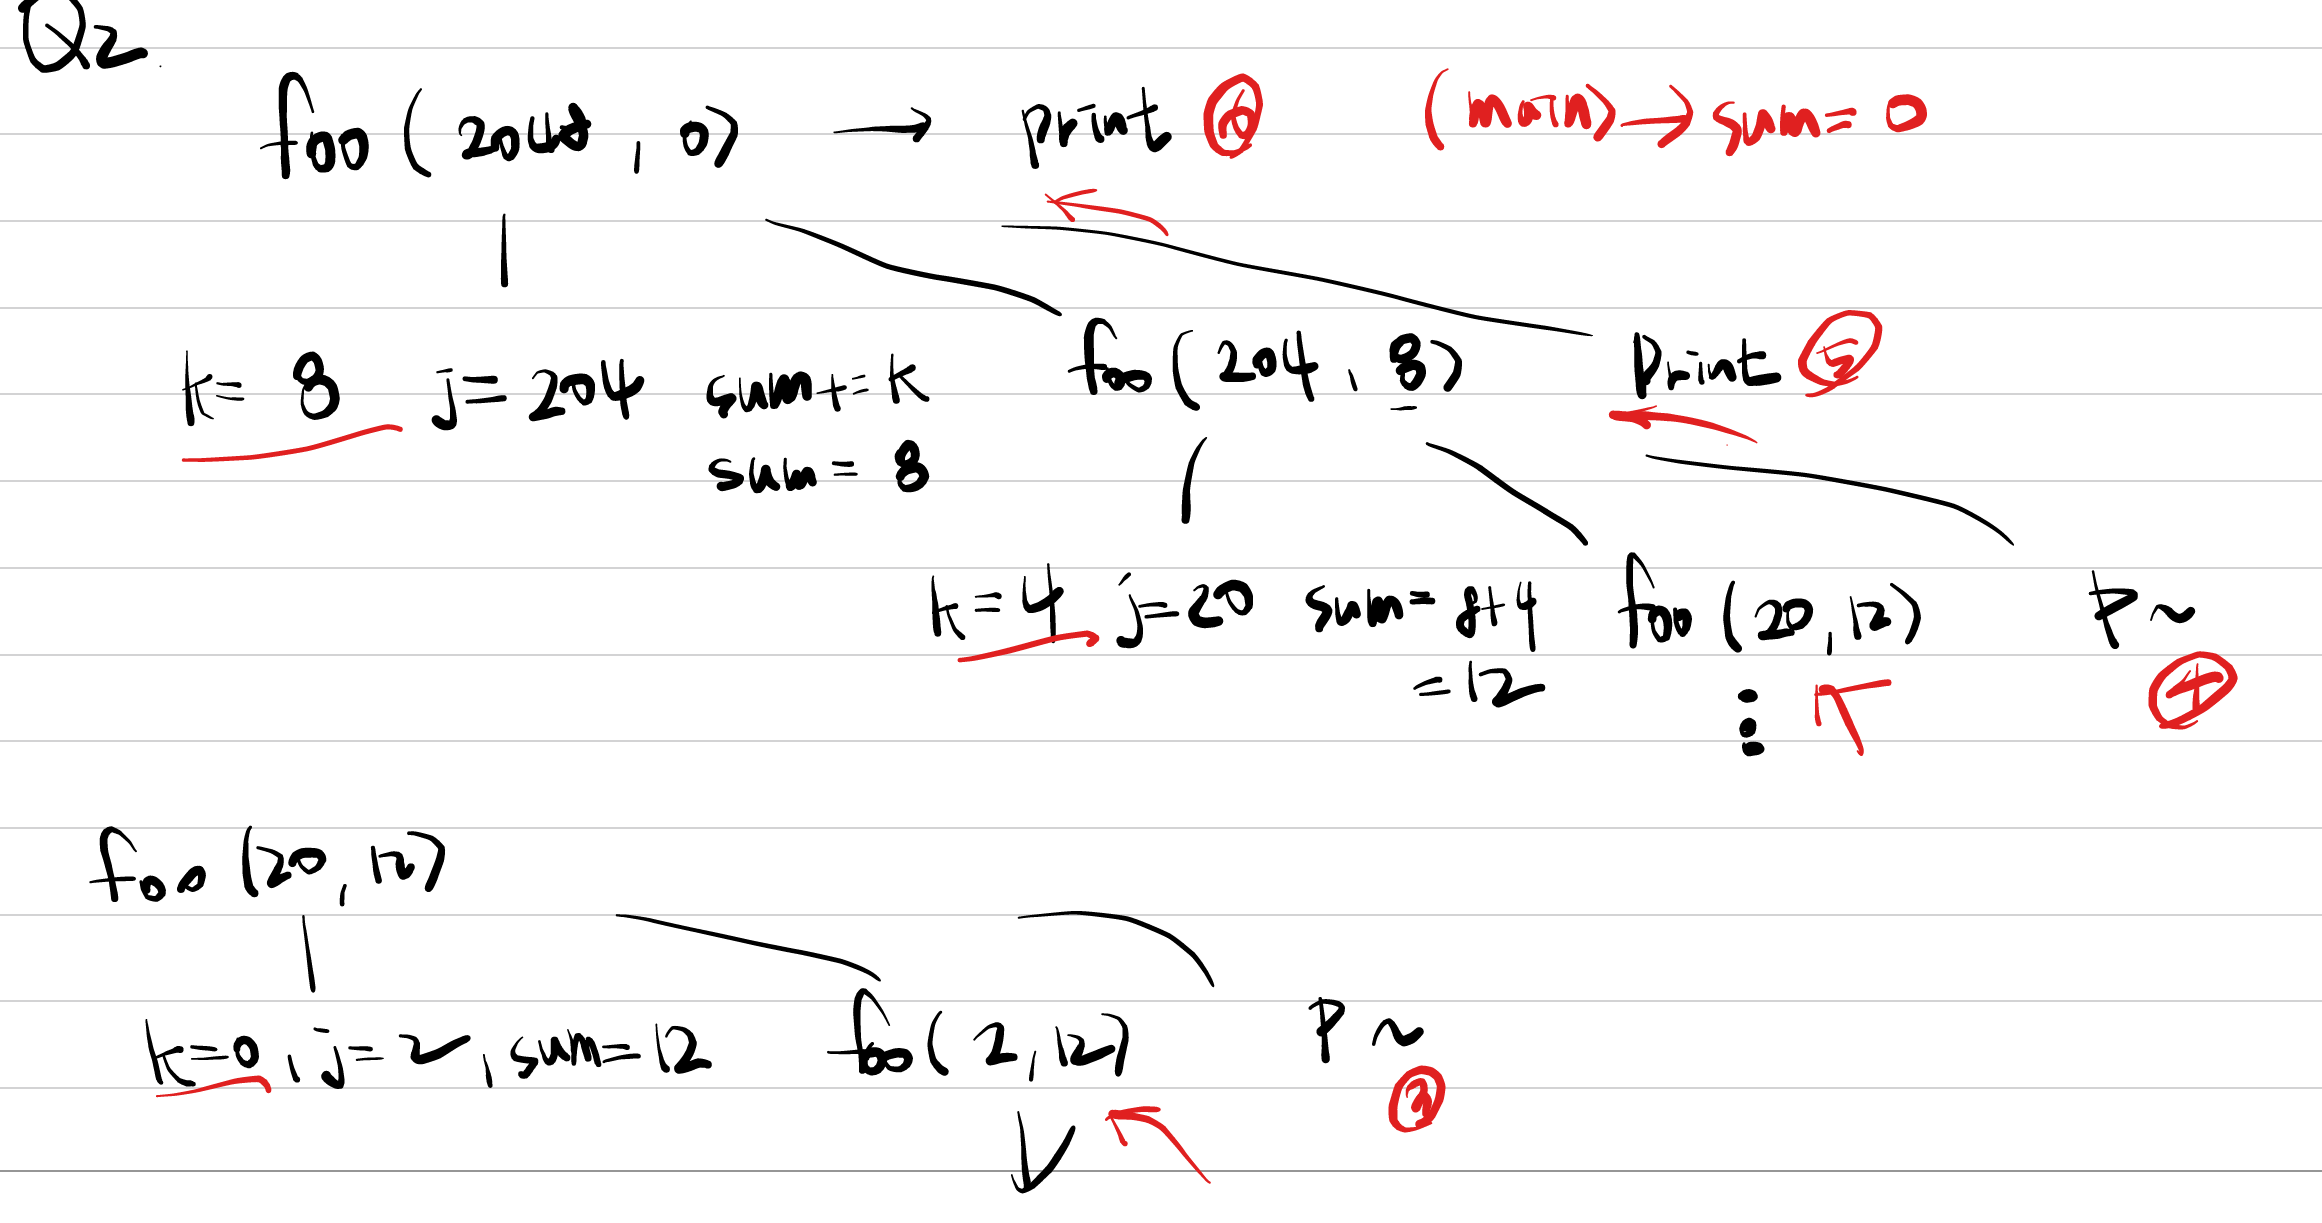 Q2.
foo (2048, 0) → print ⑥ (main) → sum = 0
k = 8 j = 204 sum += k foo (204, 8) Print ⑤
sum = 8
k = 4 j = 20 sum = 8+4 foo (20, 12) P~
= 12 ④
foo (20, 12)
k=0, j=2, sum=12 foo (2, 12) P~
③